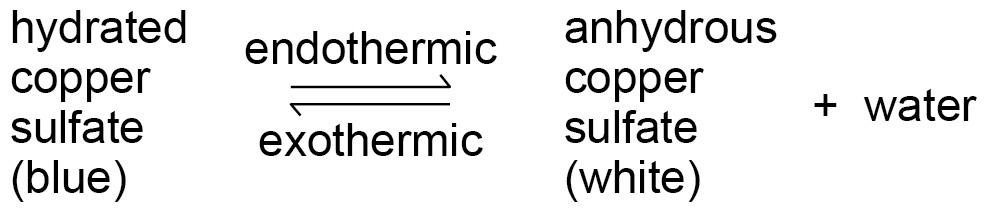 hydrated
copper
sulfate
(blue)
endothermic
exothermic
anhydrous
copper
sulfate
(white)
+ water